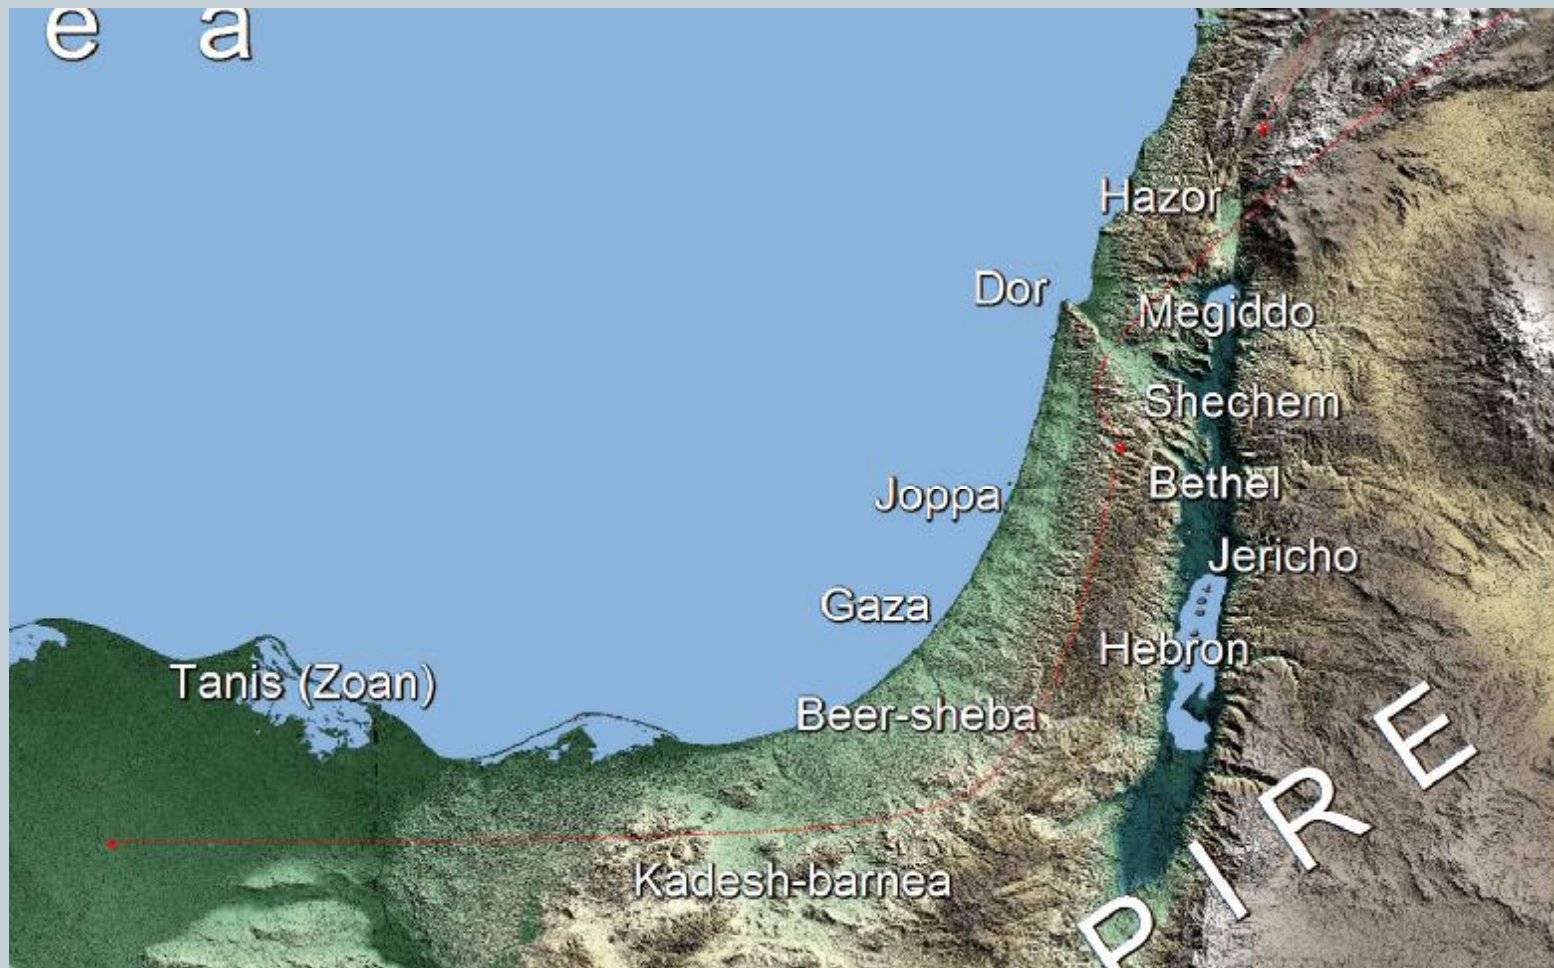 e a
Hazor
Dor
Megiddo
Shechem
Joppa
Bethel
Jericho
Gaza
Hebron
Tanis (Zoan)
Beer-sheba
Kadesh-barnea
PIRE